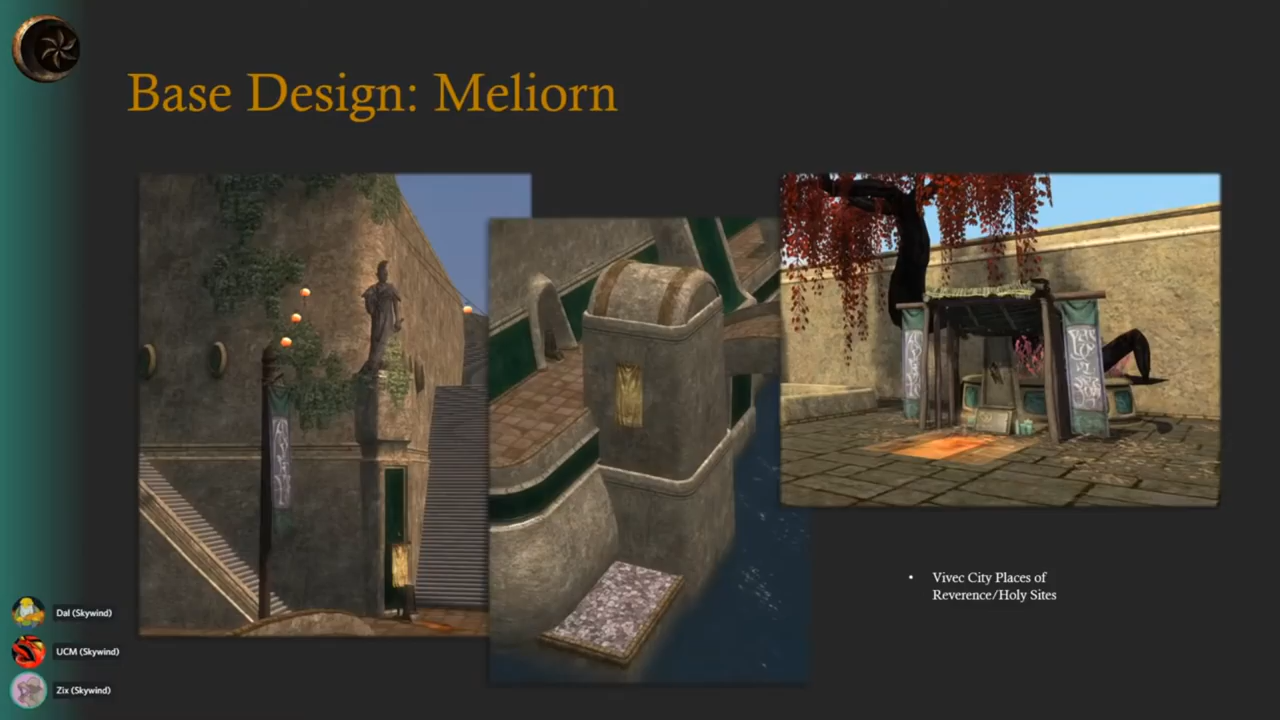 Base Design: Meliorn
• Vivec City Places of
Reverence/Holy Sites
Dal (Skywind)
UCM (Skywind)
Zix (Skywind)